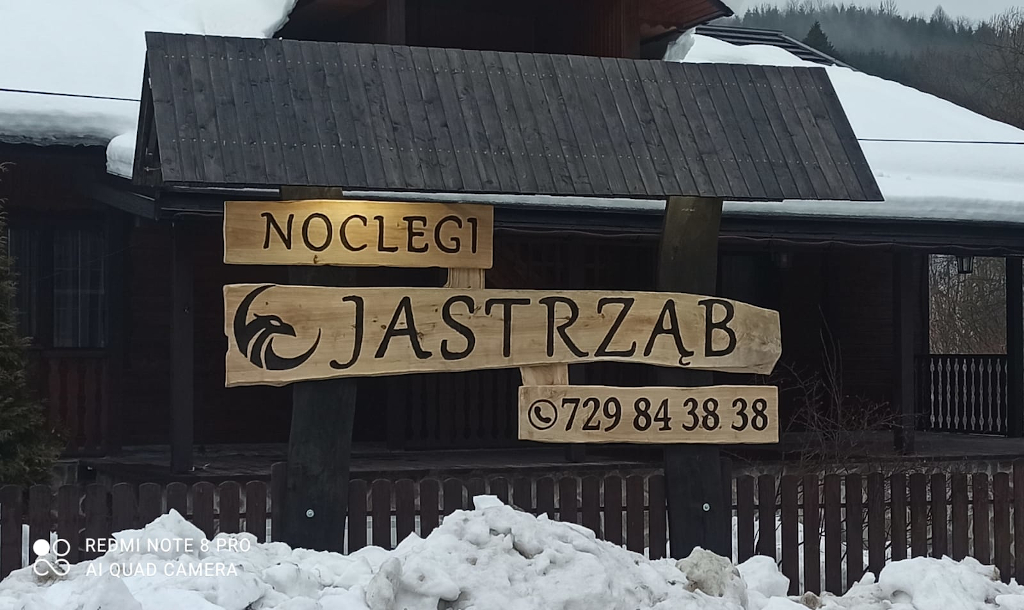 NOCLEGI
JASTRZĄB
729 84 38 38
REDMI NOTE 8 PRO
AI QUAD CAMERA